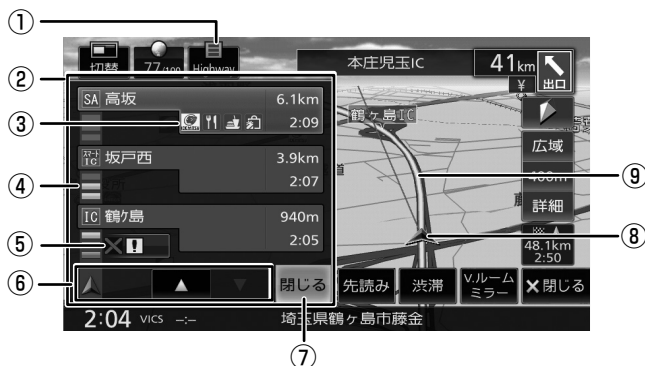 ①
②
③
④
⑤
⑥
⑦
⑧
⑨
切替
77/100
Highway
SA 高坂 6.1km
2:09
スマート IC 坂戸西 3.9km
2:07
IC 鶴ヶ島 940m
2:05
閉じる
本庄児玉IC 41km
出口
¥
鶴ヶ島IC
広域
400m
詳細
48.1km
2:50
先読み
渋滞
V.ルーム
ミラー
×閉じる
2:04 VICS --:--
埼玉県鶴ヶ島市藤金